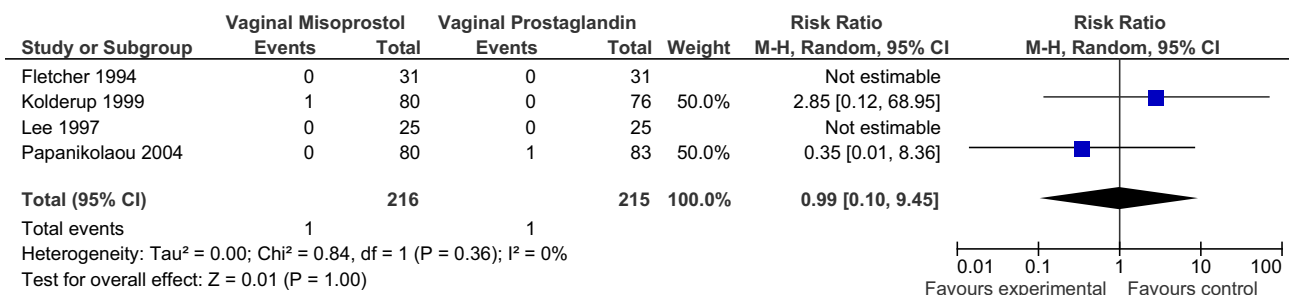 Vaginal Misoprostol Vaginal Prostaglandin Risk Ratio Risk Ratio
Study or Subgroup Events Total Events Total Weight M-H, Random, 95% CI M-H, Random, 95% CI
Fletcher 1994 0 31 0 31 Not estimable
Kolderup 1999 1 80 0 76 50.0% 2.85 [0.12, 68.95]
Lee 1997 0 25 0 25 Not estimable
Papanikolaou 2004 0 80 1 83 50.0% 0.35 [0.01, 8.36]
Total (95% CI) 216 215 100.0% 0.99 [0.10, 9.45]
Total events 1 1
Heterogeneity: Tau² = 0.00; Chi² = 0.84, df = 1 (P = 0.36); I² = 0%
Test for overall effect: Z = 0.01 (P = 1.00)
0.01 0.1 1 10 100
Favours experimental Favours control